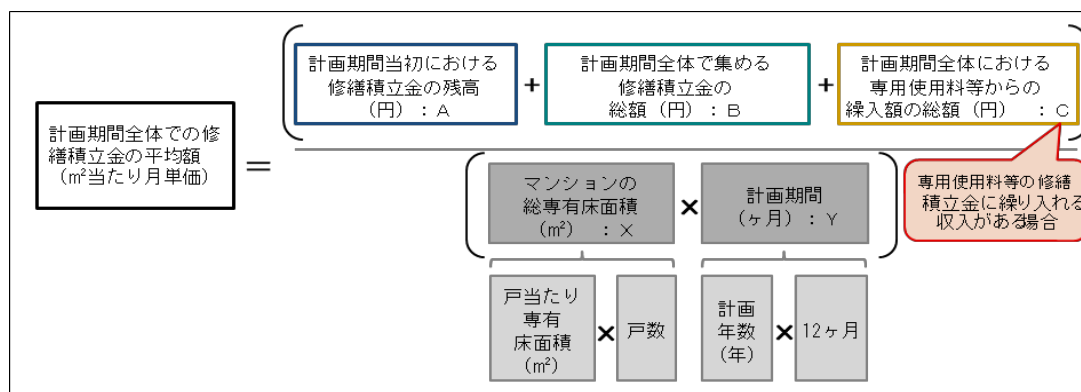 計画期間全体での修
繕積立金の平均額
(㎡当たり月単価)
＝
計画期間当初における
修繕積立金の残高
(円) : A
+
計画期間全体で集める
修繕積立金の
総額 (円) : B
+
計画期間全体における
専用使用料等からの
繰入額の総額 (円) : C
マンションの
総専有床面積
(㎡) : X
×
計画期間
(ヶ月) : Y
専用使用料等の修繕
積立金に繰り入れる
収入がある場合
戸当たり
専有
床面積
(㎡)
×
戸数
計画
年数
(年)
×
12ヶ月